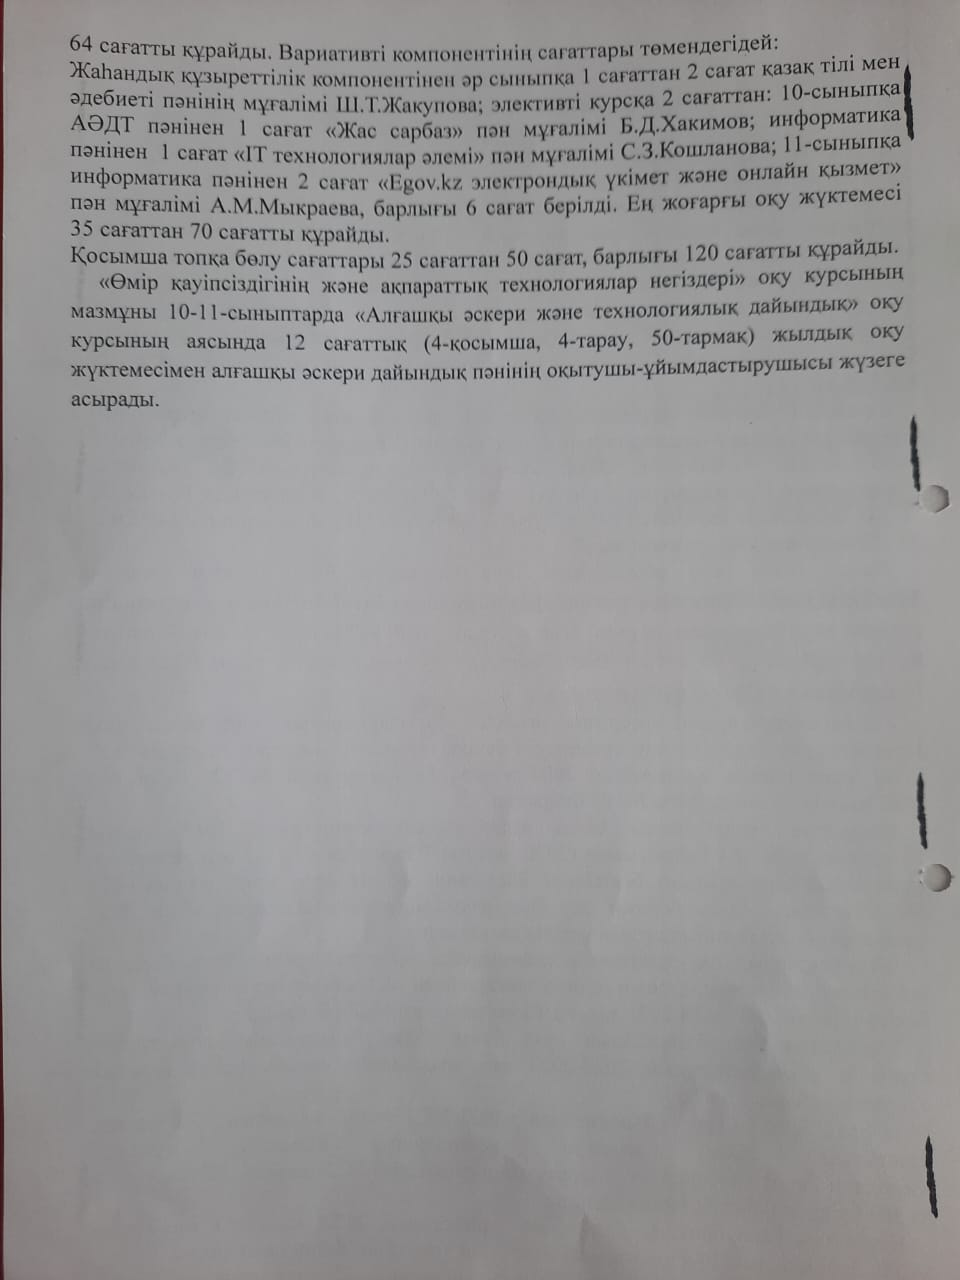 64 сағатты құрайды. Вариативті компонентінің сағаттары төмендегідей:
Жаһандық құзыреттілік компонентінен әр сыныпқа 1 сағаттан 2 сағат қазақ тілі мен
әдебиеті пәнінің мұғалімі Ш.Т.Жакупова; элективті курсқа 2 сағаттан: 10-сыныпқа
АӘДТ пәнінен 1 сағат «Жас сарбаз» пән мұғалімі Б.Д.Хакимов; информатика
пәнінен 1 сағат «IT технологиялар әлемі» пән мұғалімі С.З.Кошланова; 11-сыныпқа
информатика пәнінен 2 сағат «Egov.kz электрондық үкімет және онлайн қызмет»
пән мұғалімі А.М.Мыкраева, барлығы 6 сағат берілді. Ең жоғарғы оқу жүктемесі
35 сағаттан 70 сағатты құрайды.
Қосымша топқа бөлу сағаттары 25 сағаттан 50 сағат, барлығы 120 сағатты құрайды.
«Өмір қауіпсіздігінің және ақпараттық технологиялар негіздері» оқу курсының
мазмұны 10-11-сыныптарда «Алғашқы әскери және технологиялық дайындық» оқу
курсының аясында 12 сағаттық (4-қосымша, 4-тарау, 50-тармақ) жылдық оқу
жүктемесімен алғашқы әскери дайындық пәнінің оқытушы-ұйымдастырушысы жүзеге
асырады.